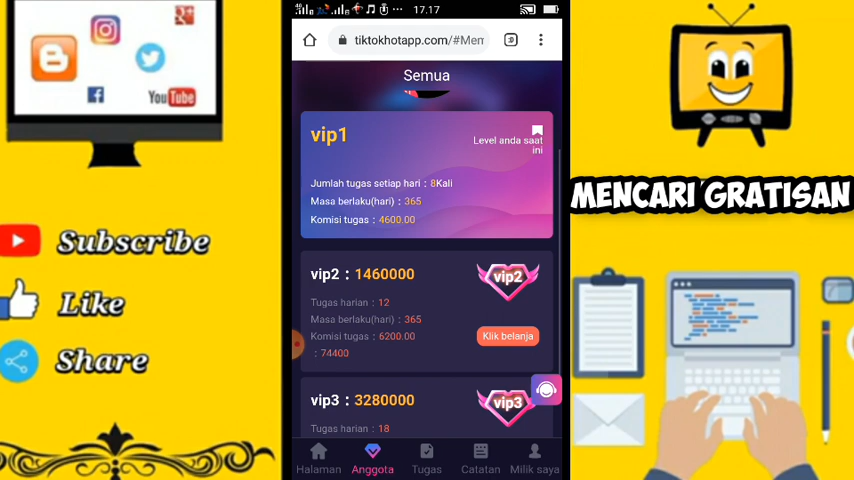 You Tube
Subscribe
Like
Share
17.17
tiktokhotapp.com/#Mem
Semua
vip1
Level anda saat
ini
Jumlah tugas setiap hari : 8Kali
Masa berlaku(hari) : 365
Komisi tugas : 4600.00
vip2 : 1460000
vip2
Tugas harian : 12
Masa berlaku(hari) : 365
Komisi tugas : 6200.00
: 74400
Klik belanja
vip3 : 3280000
vip3
Tugas harian : 18
Halaman
Anggota
Tugas
Catatan
Milik saya
MENCARI GRATISAN